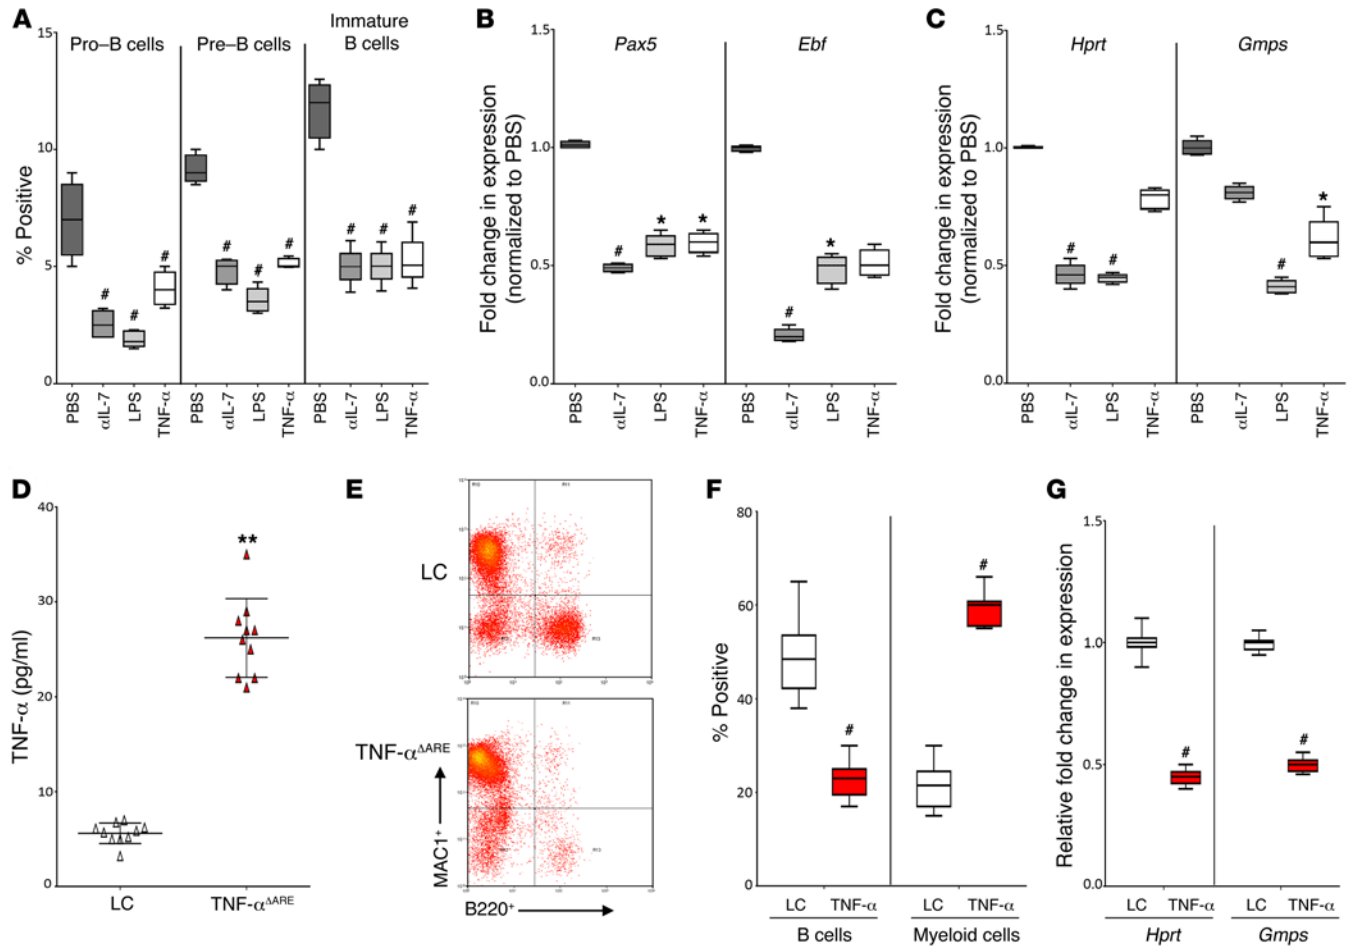 A
Pro–B cells
Pre–B cells
Immature
B cells
15
10
5
0
% Positive
#
#
#
#
#
#
#
#
#
PBS
αIL-7
LPS
TNF-α
PBS
αIL-7
LPS
TNF-α
PBS
αIL-7
LPS
TNF-α
B
Pax5
Ebf
1.5
1.0
0.5
0.0
Fold change in expression
(normalized to PBS)
#
*
*
#
*
PBS
αIL-7
LPS
TNF-α
PBS
αIL-7
LPS
TNF-α
C
Hprt
Gmps
1.5
1.0
0.5
0.0
Fold change in expression
(normalized to PBS)
#
#
#
*
PBS
αIL-7
LPS
TNF-α
PBS
αIL-7
LPS
TNF-α
D
40
30
20
10
0
TNF-α (pg/ml)
**
LC
TNF-αΔARE
E
LC
TNF-αΔARE
MAC1+
B220+
F
80
60
40
20
0
% Positive
#
#
LC
TNF-α
LC
TNF-α
B cells
Myeloid cells
G
1.5
1.0
0.5
0.0
Relative fold change in expression
#
#
LC
TNF-α
LC
TNF-α
Hprt
Gmps